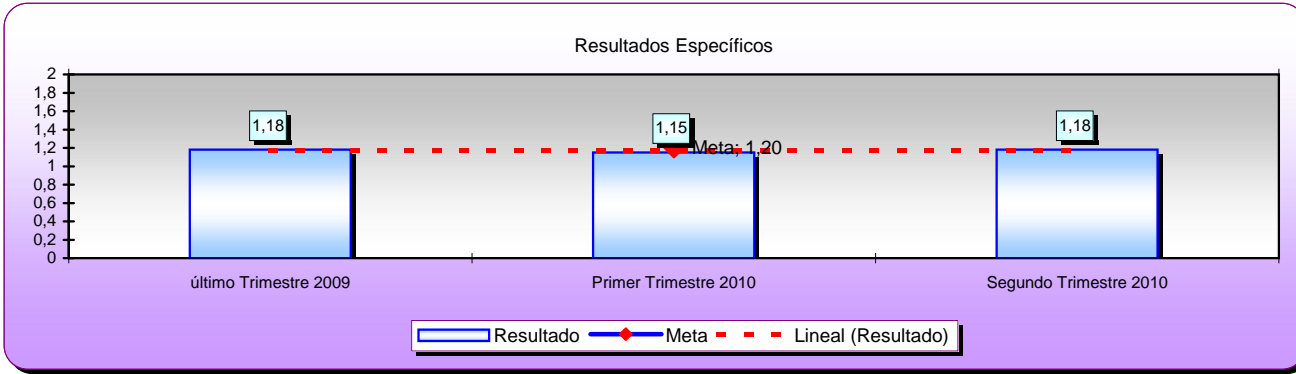 Resultados Específicos
2
1,8
1,6
1,4
1,2
1
0,8
0,6
0,4
0,2
0
1,18
1,15
1,18
Meta; 1,20
último Trimestre 2009
Primer Trimestre 2010
Segundo Trimestre 2010
Resultado
Meta
Lineal (Resultado)